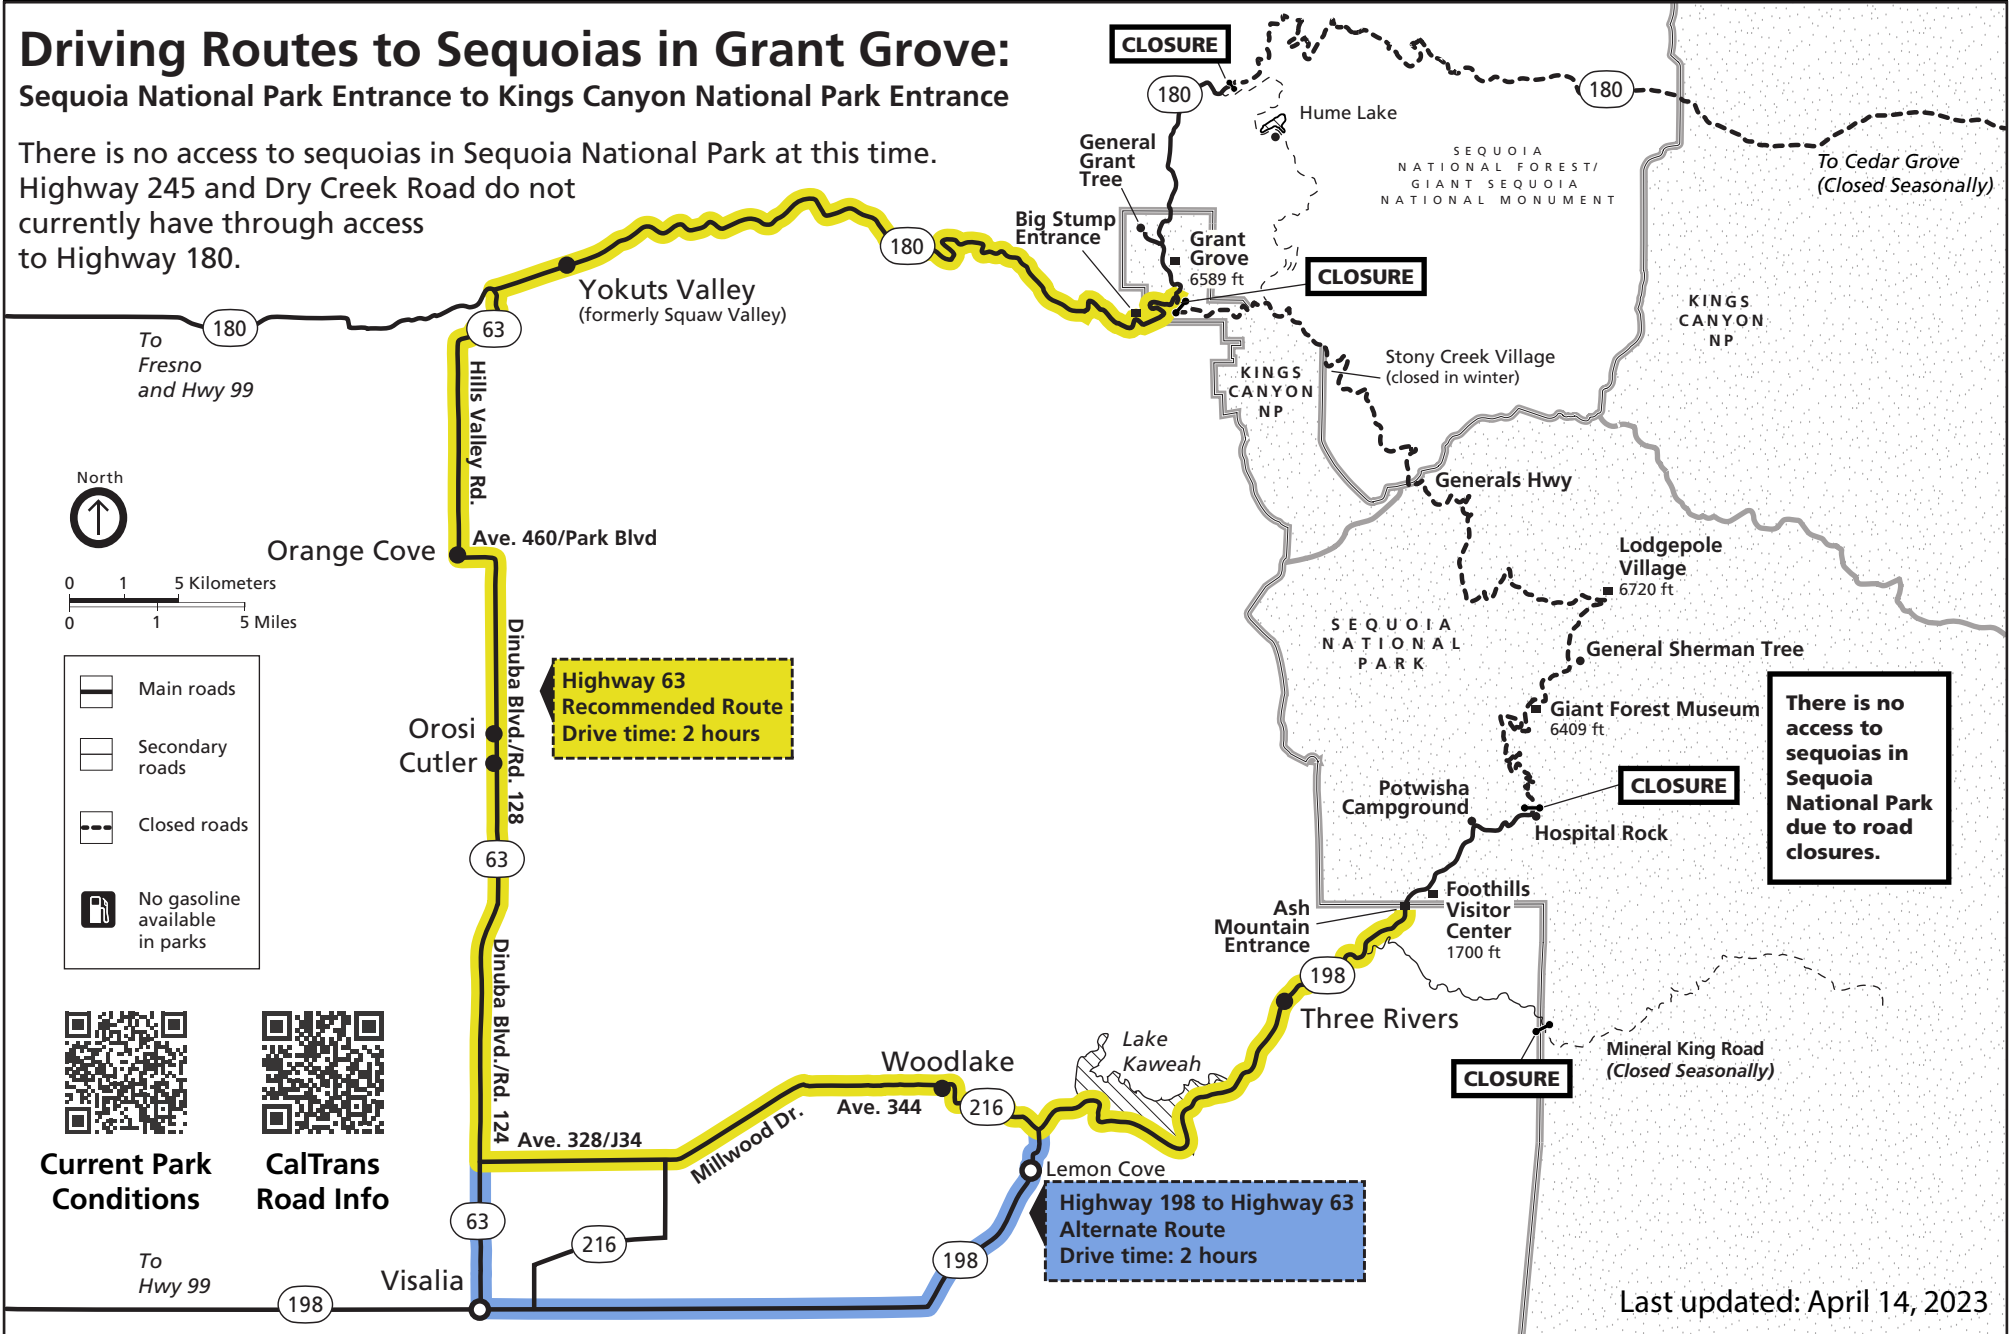 Driving Routes to Sequoias in Grant Grove:
Sequoia National Park Entrance to Kings Canyon National Park Entrance
There is no access to sequoias in Sequoia National Park at this time.
Highway 245 and Dry Creek Road do not
currently have through access
to Highway 180.
CLOSURE
180
180
Hume Lake
General
Grant
Tree
SEQUOIA
NATIONAL FOREST/
GIANT SEQUOIA
NATIONAL MONUMENT
To Cedar Grove
(Closed Seasonally)
Big Stump
Entrance
180
Grant
Grove
6589 ft
CLOSURE
Yokuts Valley
(formerly Squaw Valley)
180
63
To
Fresno
and Hwy 99
KINGS
CANYON
NP
Stony Creek Village
(closed in winter)
KINGS
CANYON
NP
Hills Valley Rd.
North
Generals Hwy
Orange Cove
Ave. 460/Park Blvd
Lodgepole
Village
6720 ft
0 1 5 Kilometers
0 1 5 Miles
SEQUOIA
NATIONAL
PARK
General Sherman Tree
Dinuba Blvd./Rd. 128
Highway 63
Recommended Route
Drive time: 2 hours
Main roads
Secondary
roads
Closed roads
No gasoline
available
in parks
Orosi
Cutler
Giant Forest Museum
6409 ft
There is no
access to
sequoias in
Sequoia
National Park
due to road
closures.
CLOSURE
Potwisha
Campground
Hospital Rock
63
Foothills
Visitor
Center
1700 ft
Ash
Mountain
Entrance
198
Dinuba Blvd./Rd. 124
Three Rivers
Lake
Kaweah
Woodlake
216
Ave. 344
Mineral King Road
(Closed Seasonally)
CLOSURE
Ave. 328/J34
Millwood Dr.
Current Park
Conditions
CalTrans
Road Info
Lemon Cove
Highway 198 to Highway 63
Alternate Route
Drive time: 2 hours
63
216
198
To
Hwy 99
Visalia
198
Last updated: April 14, 2023